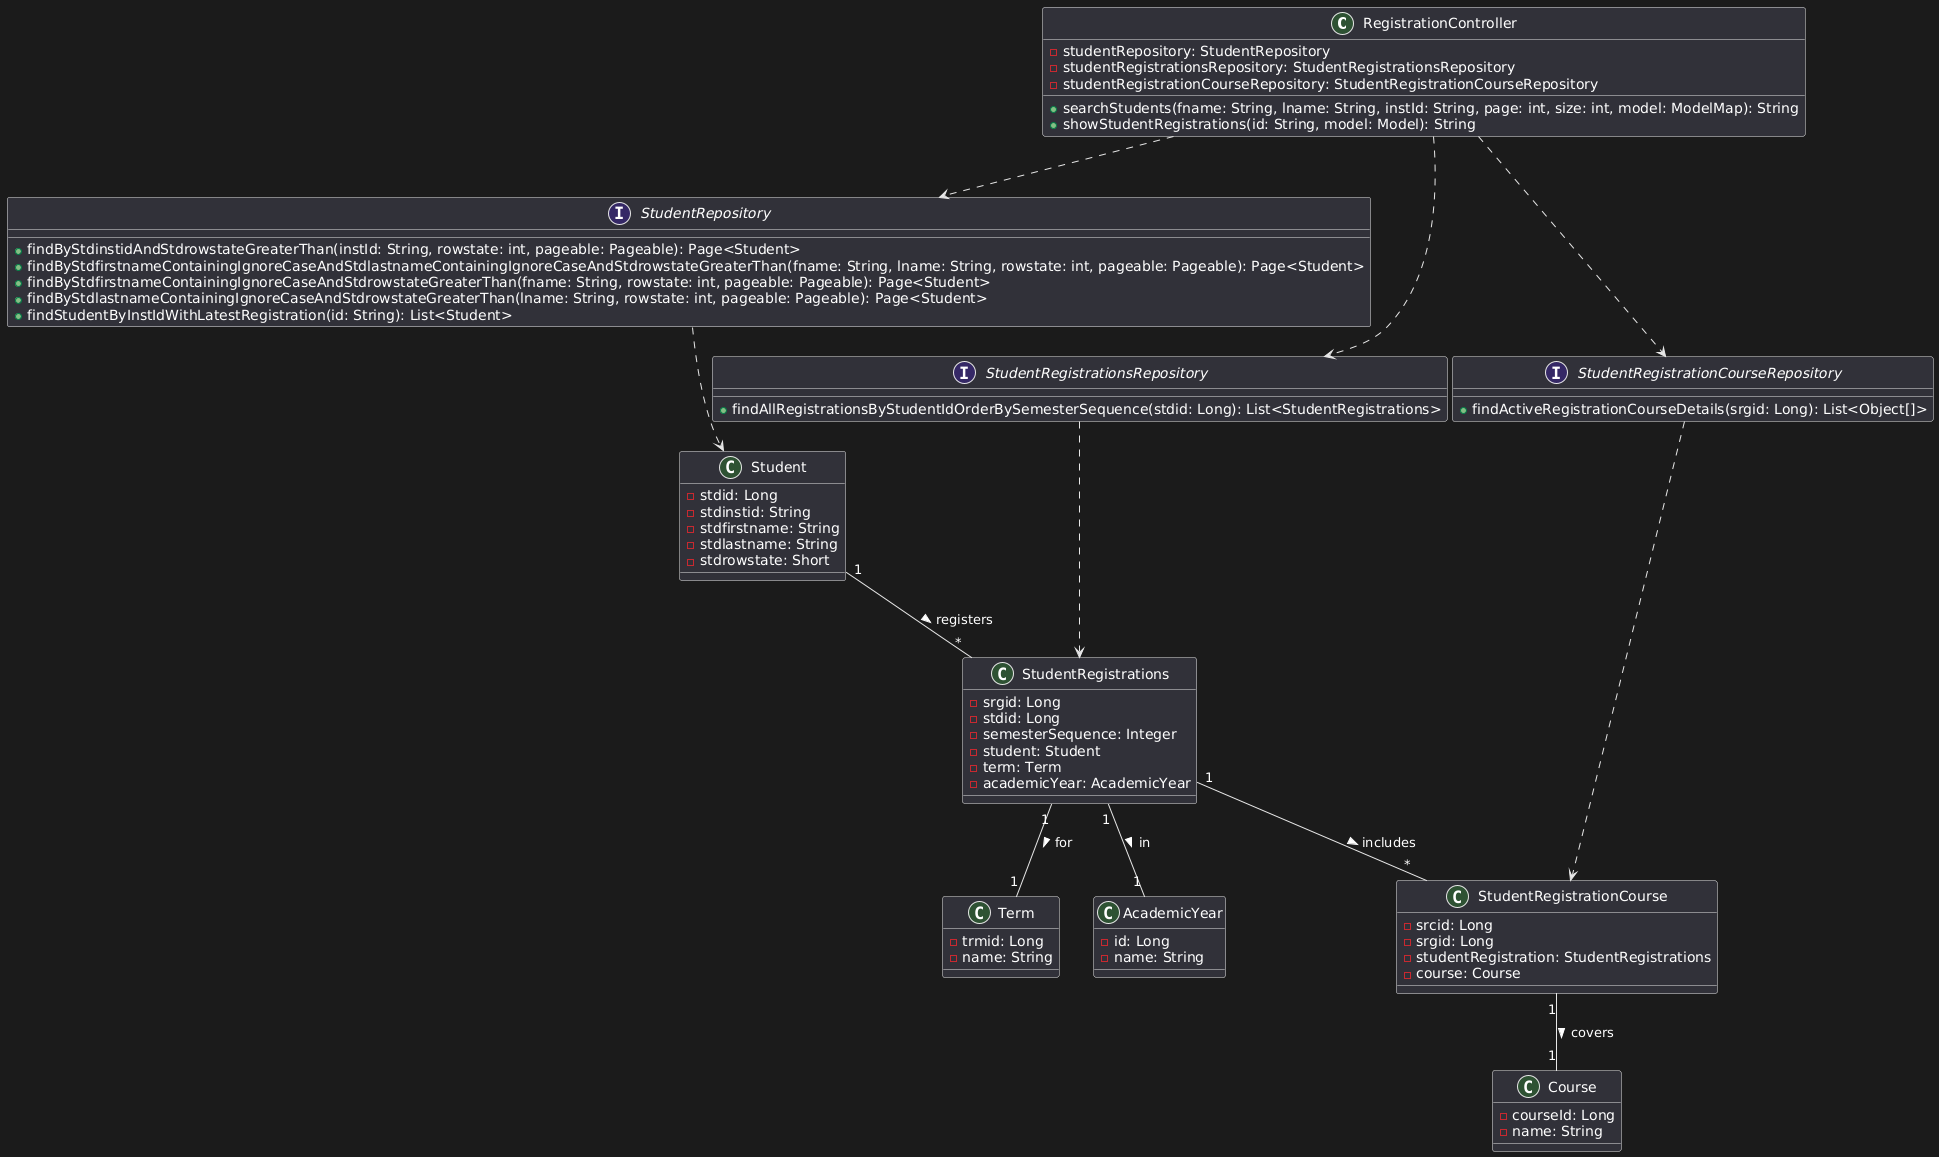 C RegistrationController
studentRepository: StudentRepository
studentRegistrationsRepository: StudentRegistrationsRepository
studentRegistrationCourseRepository: StudentRegistrationCourseRepository
searchStudents(fname: String, lname: String, instId: String, page: int, size: int, model: ModelMap): String
showStudentRegistrations(id: String, model: Model): String
I StudentRepository
findByStdinstidAndStdrowstateGreaterThan(instId: String, rowstate: int, pageable: Pageable): Page<Student>
findByStdfirstnameContainingIgnoreCaseAndStdlastnameContainingIgnoreCaseAndStdrowstateGreaterThan(fname: String, lname: String, rowstate: int, pageable: Pageable): Page<Student>
findByStdfirstnameContainingIgnoreCaseAndStdrowstateGreaterThan(fname: String, rowstate: int, pageable: Pageable): Page<Student>
findByStdlastnameContainingIgnoreCaseAndStdrowstateGreaterThan(lname: String, rowstate: int, pageable: Pageable): Page<Student>
findStudentByInstIdWithLatestRegistration(id: String): List<Student>
I StudentRegistrationsRepository
findAllRegistrationsByStudentIdOrderBySemesterSequence(stdid: Long): List<StudentRegistrations>
I StudentRegistrationCourseRepository
findActiveRegistrationCourseDetails(srgid: Long): List<Object[]>
C Student
stdid: Long
stdinstid: String
stdfirstname: String
stdlastname: String
stdrowstate: Short
1
registers
*
C StudentRegistrations
srgid: Long
stdid: Long
semesterSequence: Integer
student: Student
term: Term
academicYear: AcademicYear
1
for
1
1
in
1
1
includes
*
C Term
trmid: Long
name: String
C AcademicYear
id: Long
name: String
C StudentRegistrationCourse
srcid: Long
srgid: Long
studentRegistration: StudentRegistrations
course: Course
1
covers
1
C Course
courseId: Long
name: String